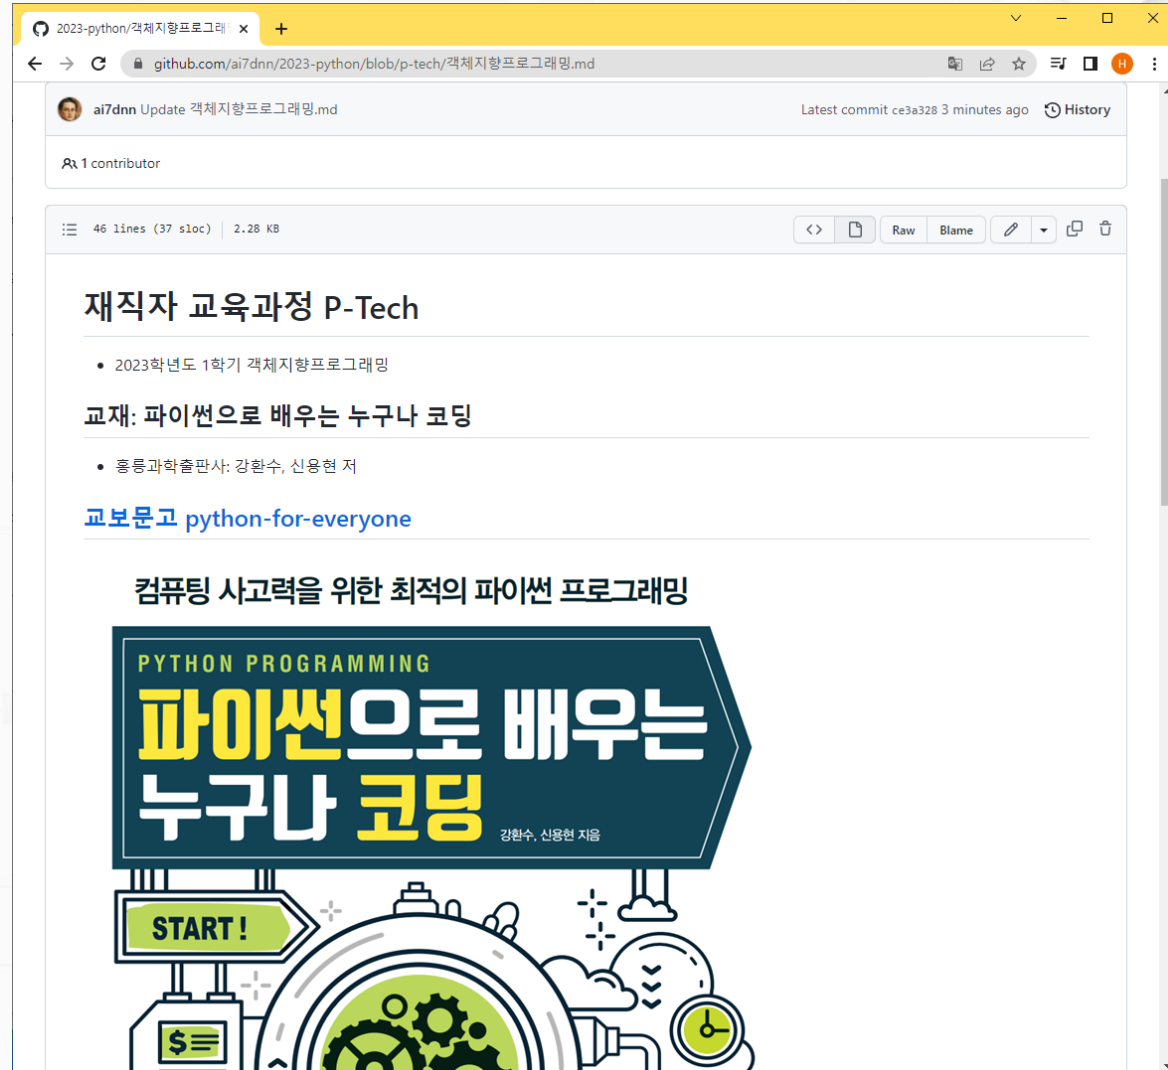 2023-python/객체지향프로그래밍
github.com/ai7dnn/2023-python/blob/p-tech/객체지향프로그래밍.md
H
ai7dnn Update 객체지향프로그래밍.md
Latest commit ce3a328 3 minutes ago
History
1 contributor
46 lines (37 sloc)
2.28 KB
Raw
Blame
재직자 교육과정 P-Tech
2023학년도 1학기 객체지향프로그래밍
교재: 파이썬으로 배우는 누구나 코딩
홍릉과학출판사: 강환수, 신용현 저
교보문고 python-for-everyone
컴퓨팅 사고력을 위한 최적의 파이썬 프로그래밍
PYTHON PROGRAMMING
파이썬으로 배우는
누구나 코딩
강환수, 신용현 지음
START !
$